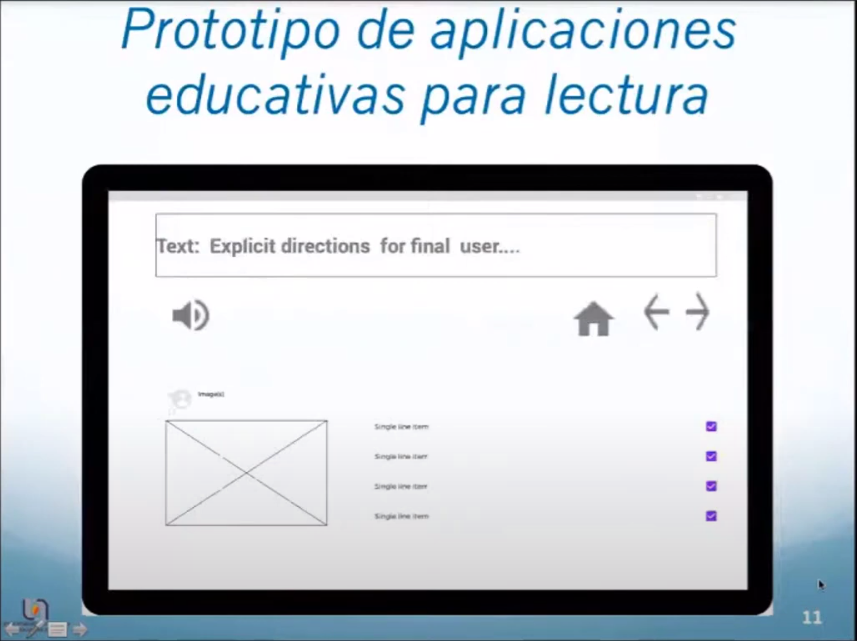 Prototipo de aplicaciones
educativas para lectura
Text: Explicit directions for final user....
Image(s)
Single line item
Single line item
Single line item
Single line item
11